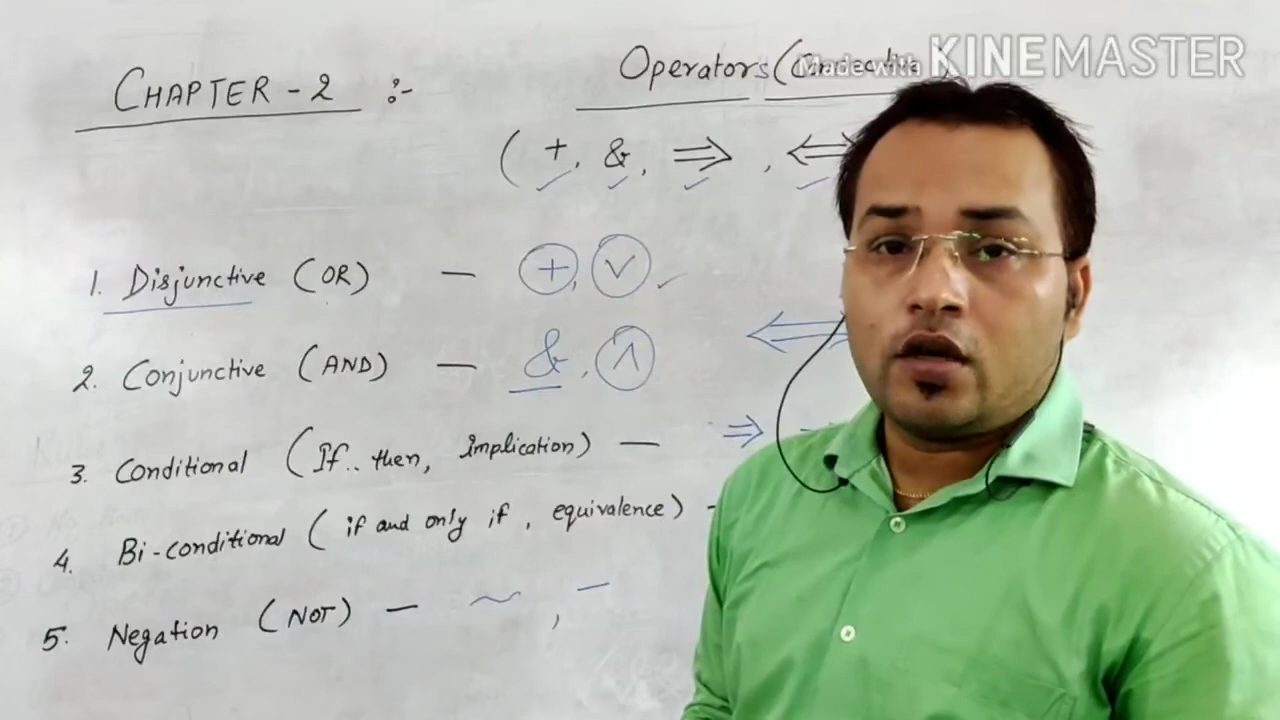 CHAPTER - 2 :- Operators (Connective)
Made with KINEMASTER
( +, &, ⇒, ⇔
1. Disjunctive (OR) — +, ∨
2. Conjunctive (AND) — &, ∧
⇔
3. Conditional (If.. then, Implication) — ⇒
4. Bi-conditional ( if and only if, equivalence) -
5. Negation (NOT) — ~, –